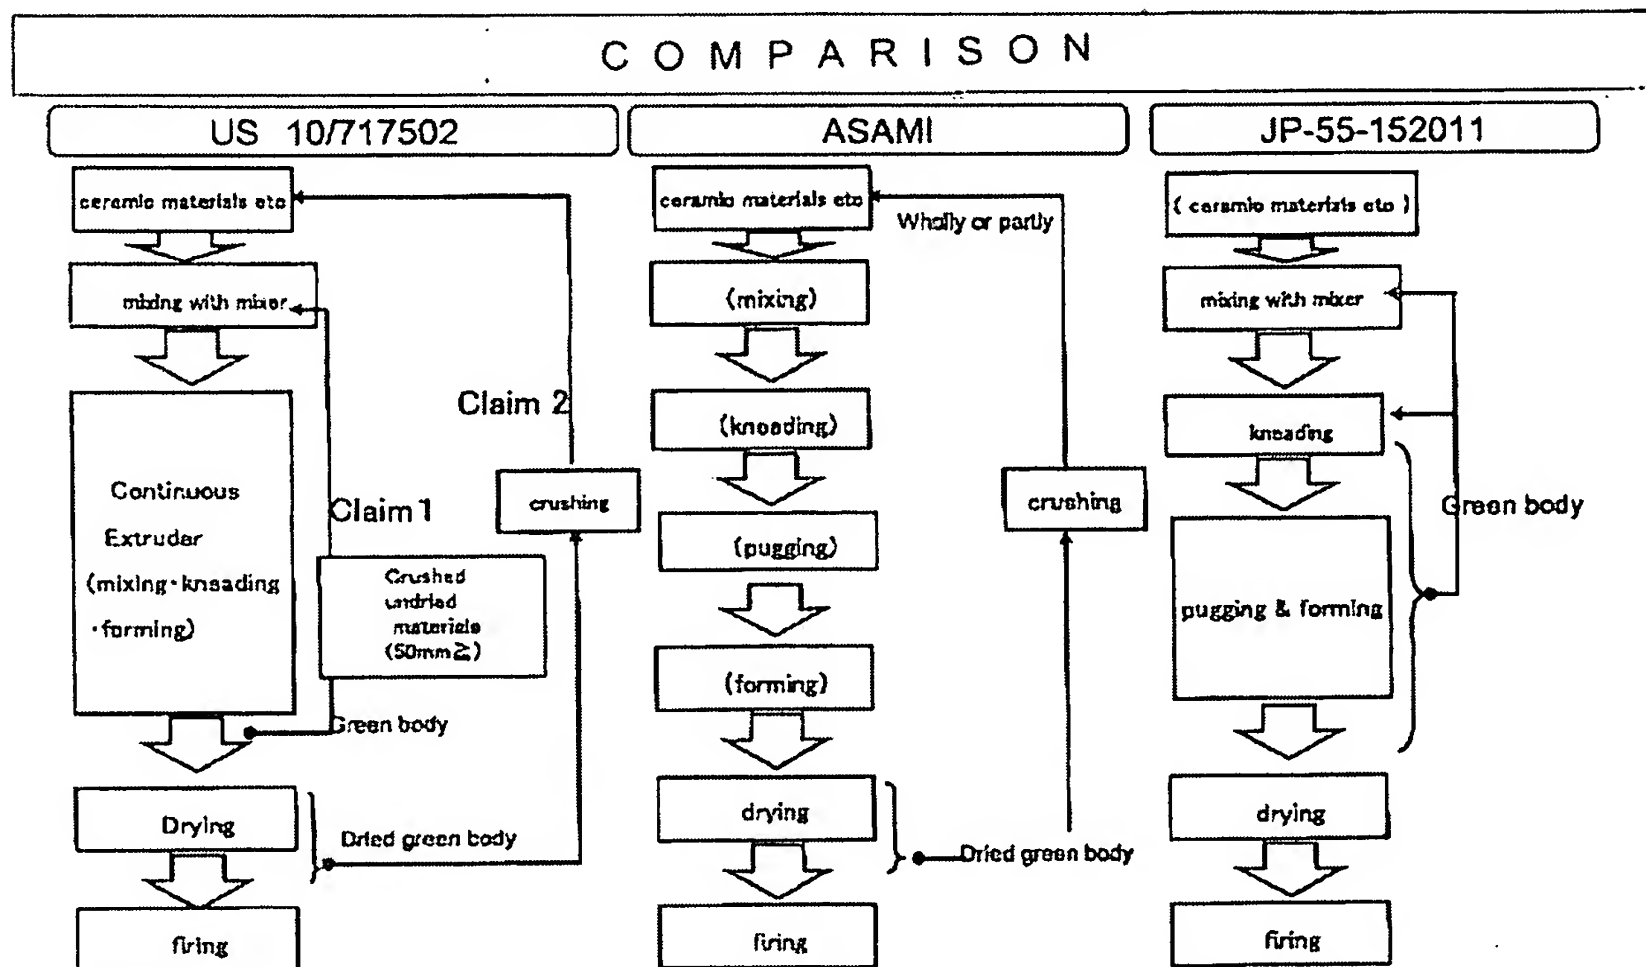 COMPARISON
US 10/717502
ceramic materials etc
mixing with mixer
Continuous
Extruder
(mixing·kneading
·forming)
Claim 1
Claim 2
crushing
Crushed
undried
materials
(50mm≧)
Green body
Drying
Dried green body
firing
ASAMI
ceramic materials etc
Wholly or partly
(mixing)
(kneading)
(pugging)
crushing
(forming)
drying
Dried green body
firing
JP-55-152011
( ceramic materials etc )
mixing with mixer
kneading
Green body
pugging & forming
drying
firing